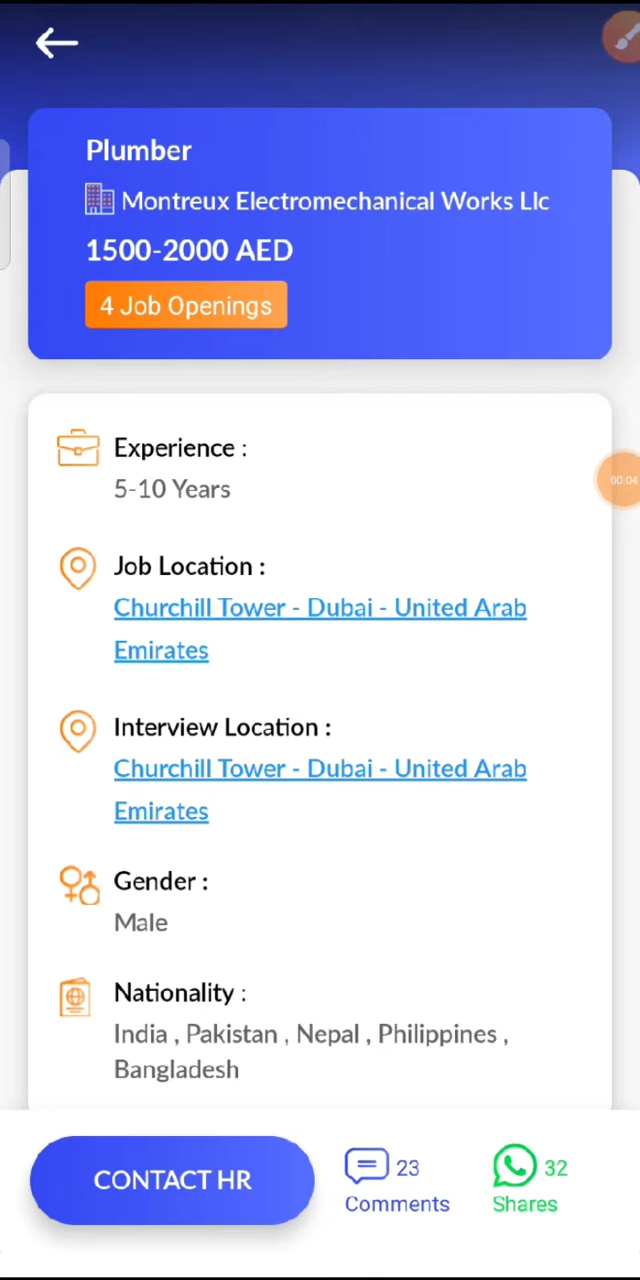 Plumber
Montreux Electromechanical Works Llc
1500-2000 AED
4 Job Openings
Experience :
5-10 Years
00:04
Job Location :
Churchill Tower - Dubai - United Arab
Emirates
Interview Location :
Churchill Tower - Dubai - United Arab
Emirates
Gender :
Male
Nationality :
India , Pakistan , Nepal , Philippines ,
Bangladesh
CONTACT HR
23
Comments
32
Shares